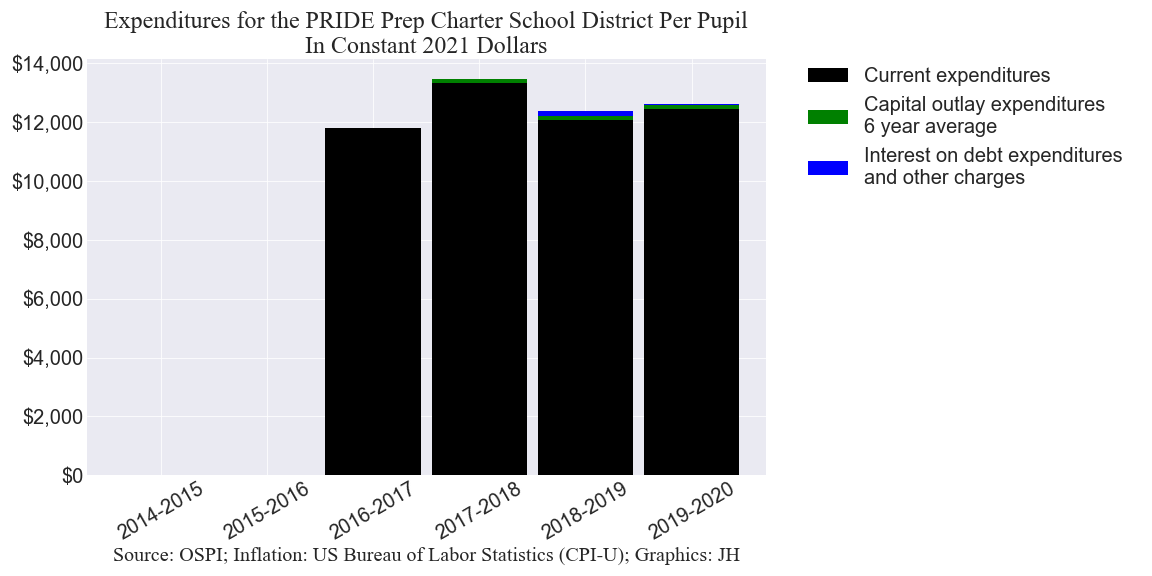 Expenditures for the PRIDE Prep Charter School District Per Pupil
In Constant 2021 Dollars
$14,000
$12,000
$10,000
$8,000
$6,000
$4,000
$2,000
$0
2014-2015
2015-2016
2016-2017
2017-2018
2018-2019
2019-2020
Current expenditures
Capital outlay expenditures
6 year average
Interest on debt expenditures
and other charges
Source: OSPI; Inflation: US Bureau of Labor Statistics (CPI-U); Graphics: JH